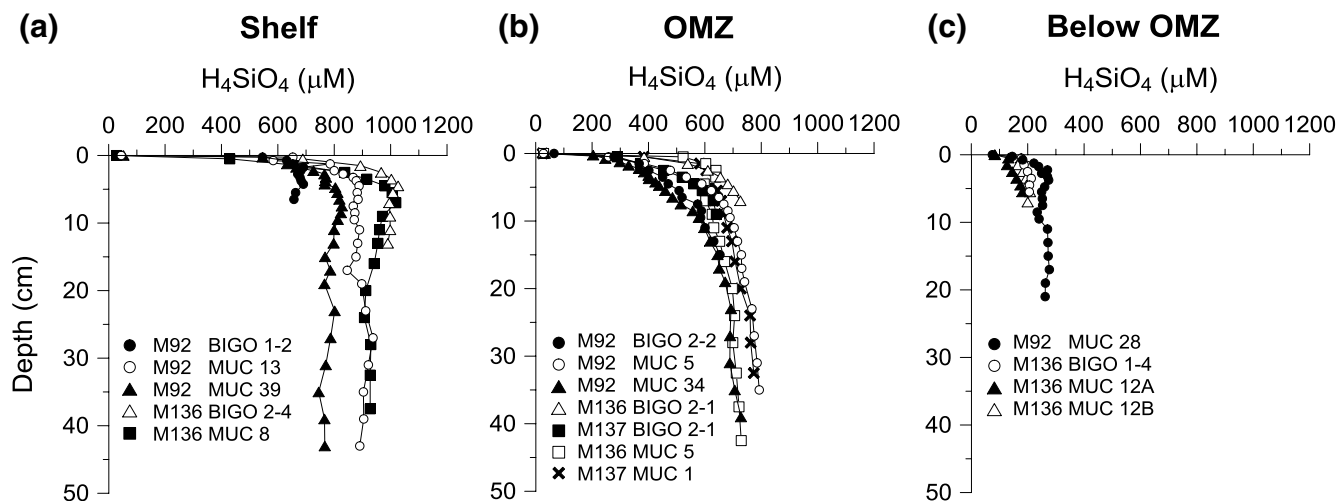 (a) Shelf
H₄SiO₄ (μM)
0 200 400 600 800 1000 1200
0
10
20
30
40
50
Depth (cm)
M92 BIGO 1-2
M92 MUC 13
M92 MUC 39
M136 BIGO 2-4
M136 MUC 8
(b) OMZ
H₄SiO₄ (μM)
0 200 400 600 800 1000 1200
0
10
20
30
40
50
M92 BIGO 2-2
M92 MUC 5
M92 MUC 34
M136 BIGO 2-1
M137 BIGO 2-1
M136 MUC 5
M137 MUC 1
(c) Below OMZ
H₄SiO₄ (μM)
0 200 400 600 800 1000 1200
0
10
20
30
40
50
M92 MUC 28
M136 BIGO 1-4
M136 MUC 12A
M136 MUC 12B